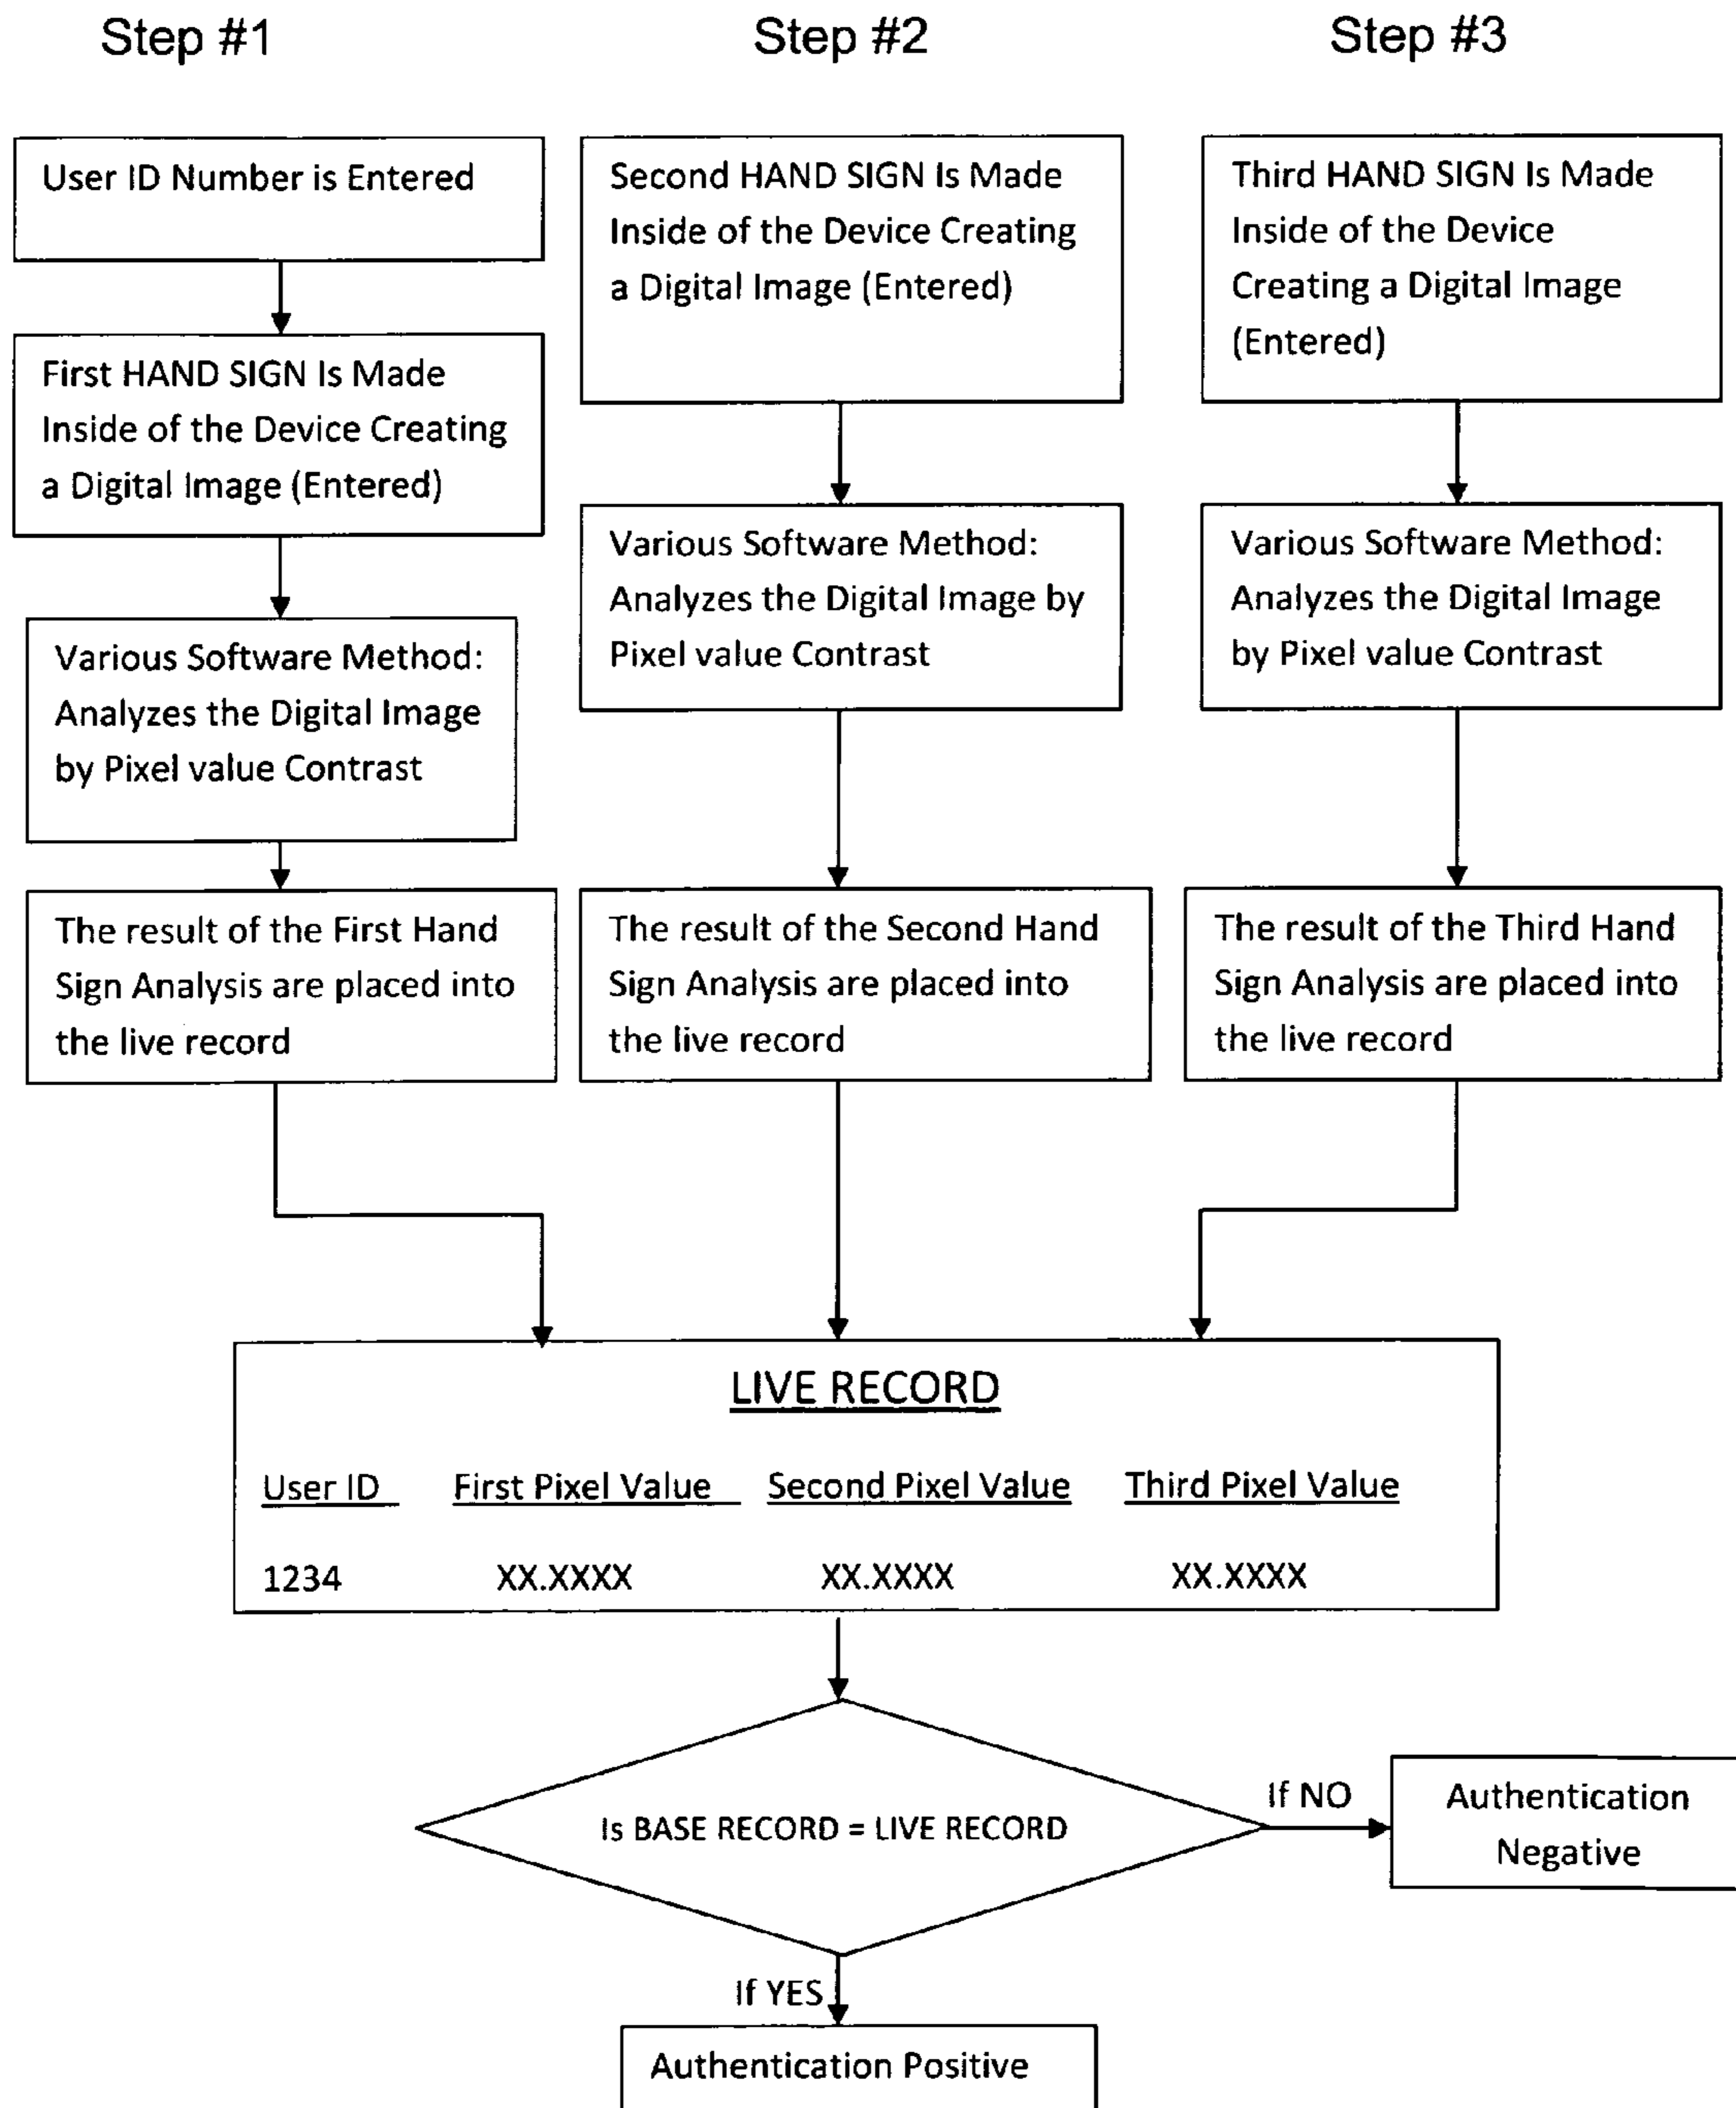 Step #1
Step #2
Step #3
User ID Number is Entered
First HAND SIGN Is Made
Inside of the Device Creating
a Digital Image (Entered)
Various Software Method:
Analyzes the Digital Image
by Pixel value Contrast
The result of the First Hand
Sign Analysis are placed into
the live record
Second HAND SIGN Is Made
Inside of the Device Creating
a Digital Image (Entered)
Various Software Method:
Analyzes the Digital Image by
Pixel value Contrast
The result of the Second Hand
Sign Analysis are placed into
the live record
Third HAND SIGN Is Made
Inside of the Device
Creating a Digital Image
(Entered)
Various Software Method:
Analyzes the Digital Image
by Pixel value Contrast
The result of the Third Hand
Sign Analysis are placed into
the live record
LIVE RECORD
User ID First Pixel Value Second Pixel Value Third Pixel Value
1234 XX.XXXX XX.XXXX XX.XXXX
Is BASE RECORD = LIVE RECORD
If NO
Authentication
Negative
If YES
Authentication Positive